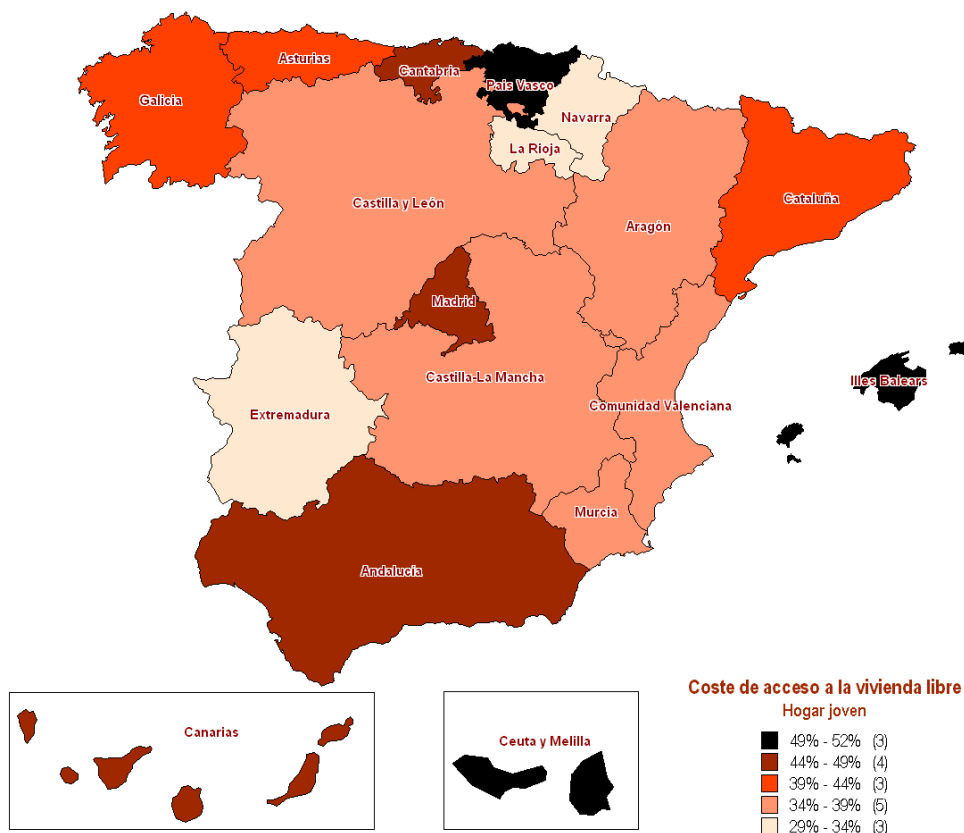 Asturias
Cantabria
Pais Vasco
Galicia
Navarra
La Rioja
Castilla y León
Cataluña
Aragón
Madrid
Castilla-La Mancha
Illes Balears
Comunidad Valenciana
Extremadura
Murcia
Andalucia
Canarias
Ceuta y Melilla
Coste de acceso a la vivienda libre
Hogar joven
49% - 52% (3)
44% - 49% (4)
39% - 44% (3)
34% - 39% (5)
29% - 34% (3)